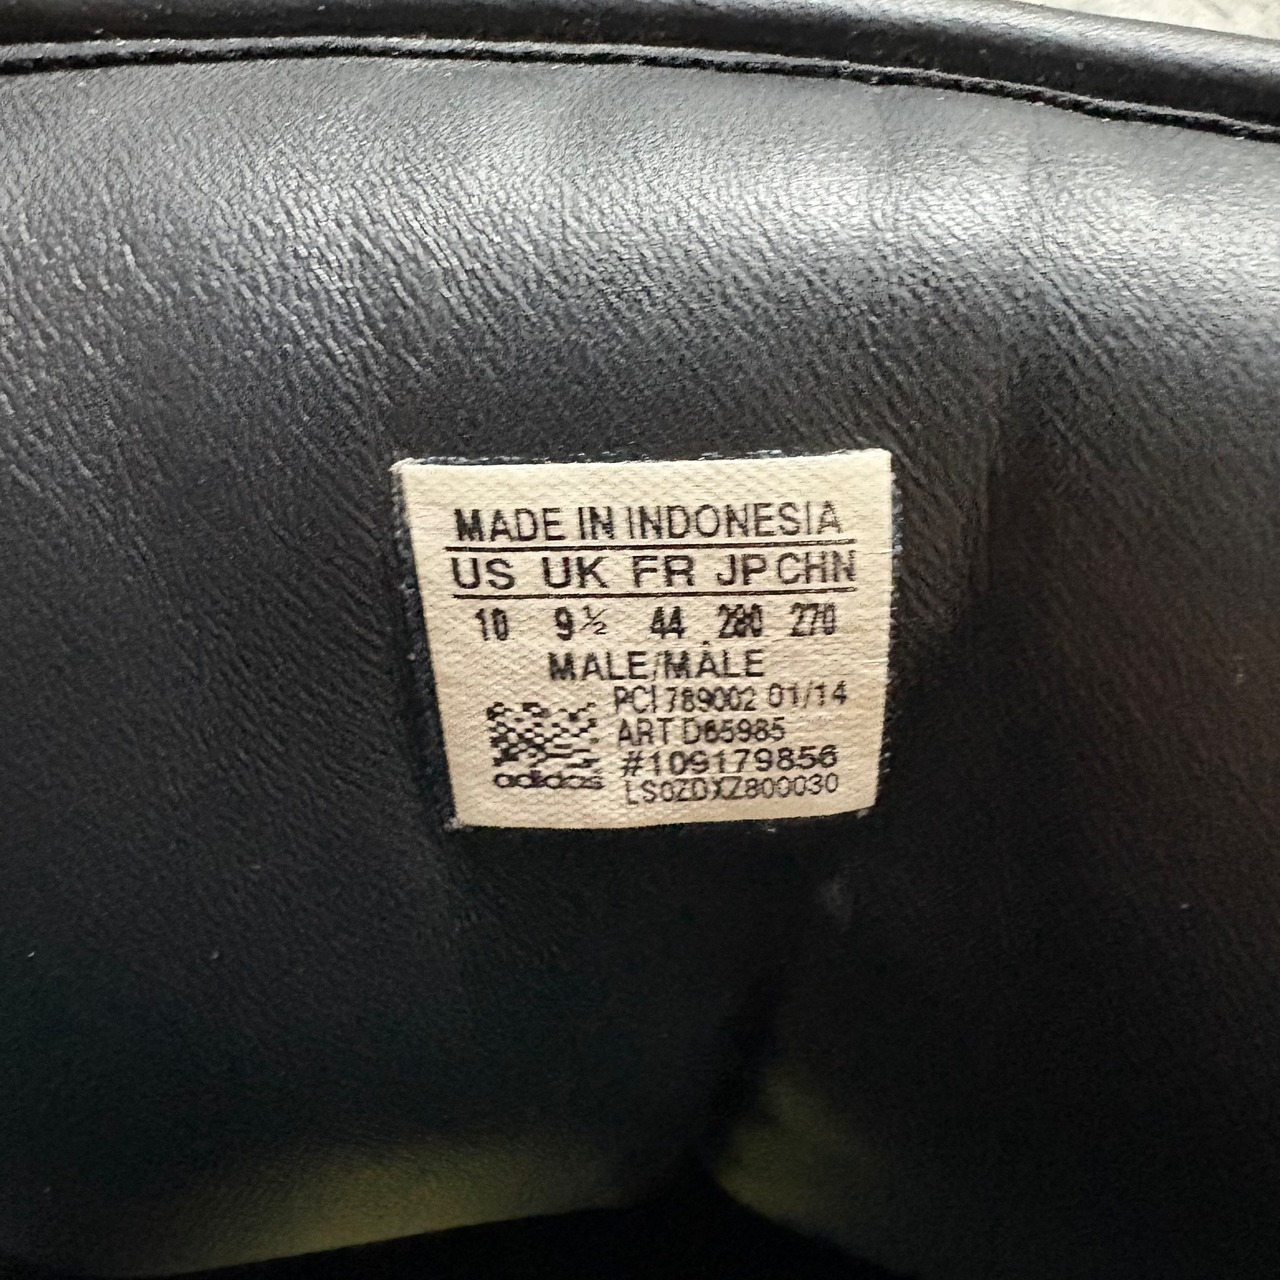 MADE IN INDONESIA
US UK FR JP CHN
10 9½ 44 280 270
MALE/MÂLE
PCI 789002 01/14
ART D65985
#109179856
LS0ZDXZ800030
adidas